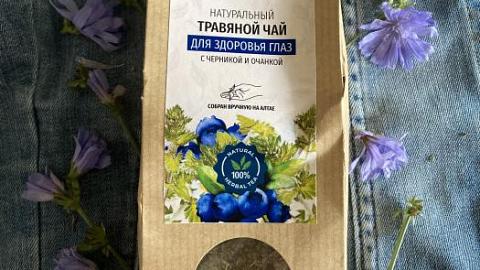 НАТУРАЛЬНЫЙ
ТРАВЯНОЙ ЧАЙ
ДЛЯ ЗДОРОВЬЯ ГЛАЗ
С ЧЕРНИКОЙ И ОЧАНКОЙ
СОБРАН ВРУЧНУЮ НА АЛТАЕ
NATURAL
100%
HERBAL TEA